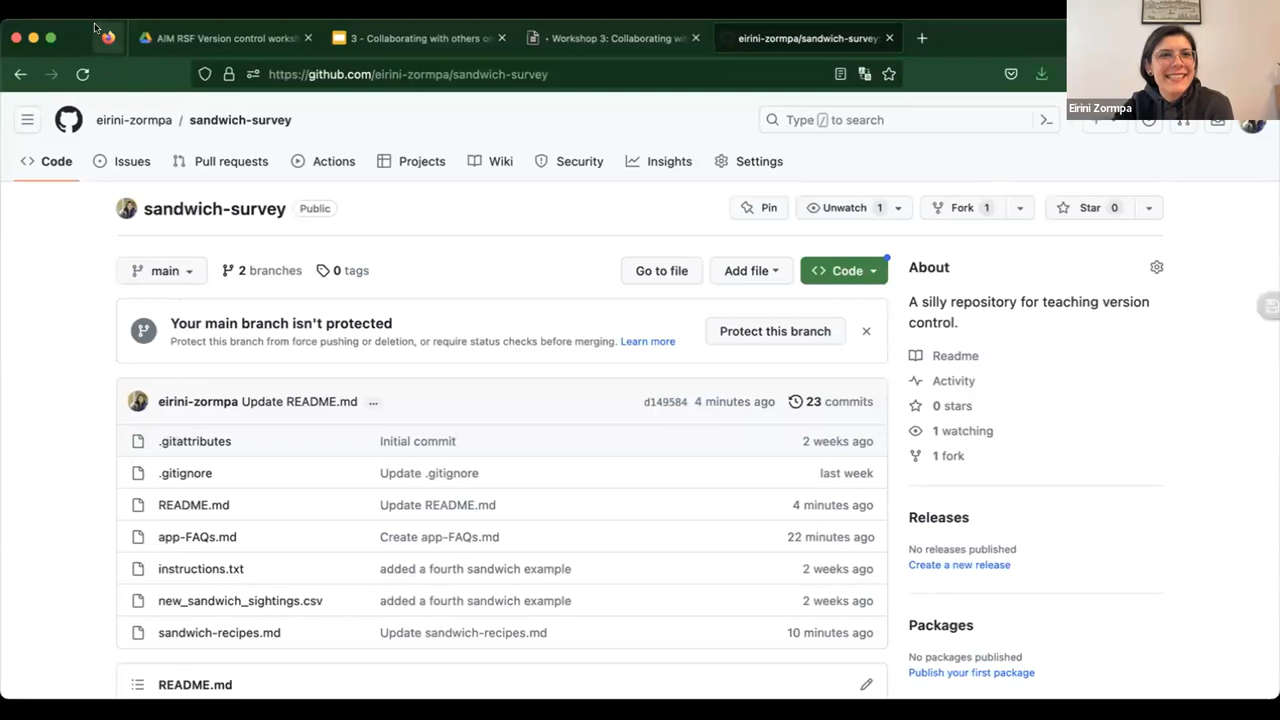 AIM RSF Version control works
3 - Collaborating with others o
· Workshop 3: Collaborating wi
eirini-zormpa/sandwich-survey
https://github.com/eirini-zormpa/sandwich-survey
Eirini Zormpa
eirini-zormpa / sandwich-survey
Type / to search
Code Issues Pull requests Actions Projects Wiki Security Insights Settings
sandwich-survey Public
Pin Unwatch 1 Fork 1 Star 0
main 2 branches 0 tags Go to file Add file Code
About
A silly repository for teaching version
control.
Your main branch isn't protected
Protect this branch from force pushing or deletion, or require status checks before merging. Learn more
Protect this branch
Readme
Activity
0 stars
1 watching
1 fork
eirini-zormpa Update README.md ... d149584 4 minutes ago 23 commits
.gitattributes Initial commit 2 weeks ago
.gitignore Update .gitignore last week
README.md Update README.md 4 minutes ago
app-FAQs.md Create app-FAQs.md 22 minutes ago
instructions.txt added a fourth sandwich example 2 weeks ago
new_sandwich_sightings.csv added a fourth sandwich example 2 weeks ago
sandwich-recipes.md Update sandwich-recipes.md 10 minutes ago
Releases
No releases published
Create a new release
Packages
No packages published
Publish your first package
README.md